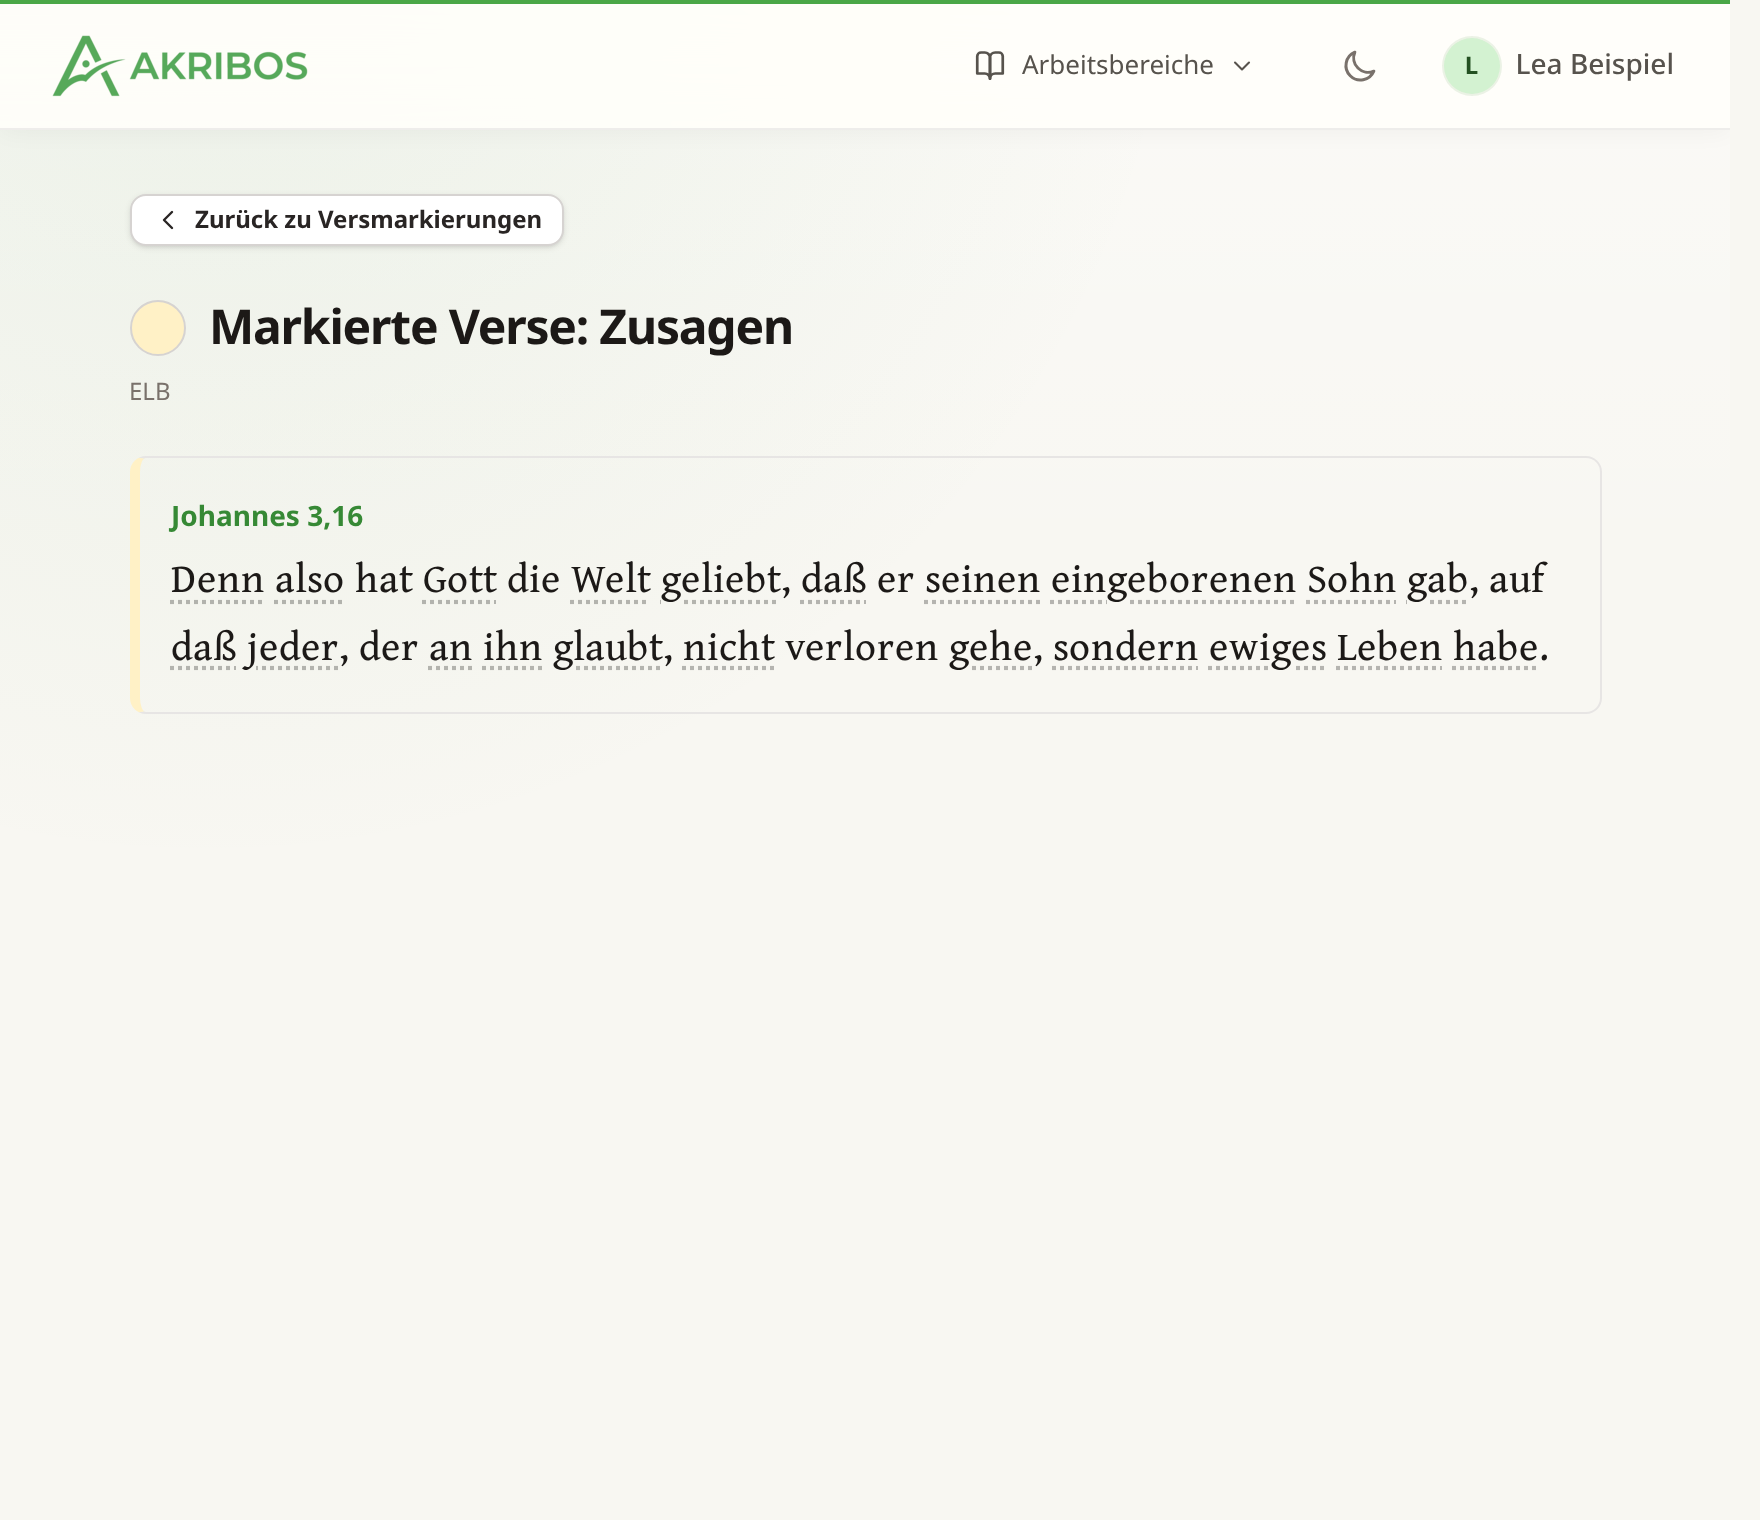 AKRIBOS
Arbeitsbereiche
L
Lea Beispiel
Zurück zu Versmarkierungen
Markierte Verse: Zusagen
ELB
Johannes 3,16
Denn also hat Gott die Welt geliebt, daß er seinen eingeborenen Sohn gab, auf
daß jeder, der an ihn glaubt, nicht verloren gehe, sondern ewiges Leben habe.